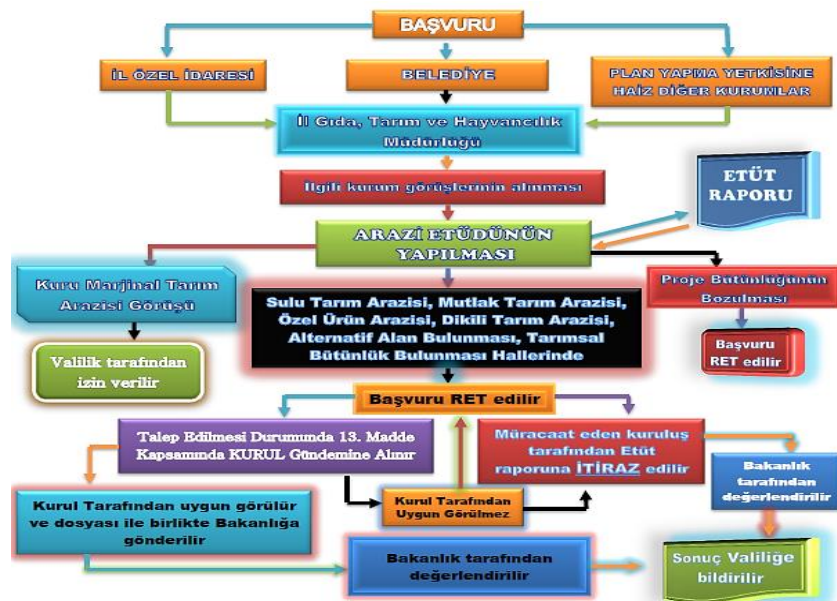 BAŞVURU
İL ÖZEL İDARESİ
BELEDİYE
PLAN YAPMA YETKİSİNE
HAİZ DİĞER KURUMLAR
İl Gıda, Tarım ve Hayvancılık
Müdürlüğü
İlgili kurum görüşlerinin alınması
ETÜT
RAPORU
ARAZİ ETÜDÜNÜN
YAPILMASI
Kuru Marjinal Tarım
Arazisi Görüşü
Proje Bütünlüğünün
Bozulması
Sulu Tarım Arazisi, Mutlak Tarım Arazisi,
Özel Ürün Arazisi, Dikili Tarım Arazisi,
Alternatif Alan Bulunması, Tarımsal
Bütünlük Bulunması Hallerinde
Başvuru
RET edilir
Valilik tarafından
izin verilir
Başvuru RET edilir
Talep Edilmesi Durumunda 13. Madde
Kapsamında KURUL Gündemine Alınır
Müracaat eden kuruluş
tarafından Etüt
raporuna İTİRAZ edilir
Bakanlık
tarafından
değerlendirilir
Kurul Tarafından uygun görülür
ve dosyası ile birlikte Bakanlığa
gönderilir
Kurul Tarafından
Uygun Görülmez
Bakanlık tarafından
değerlendirilir
Sonuç Valiliğe
bildirilir